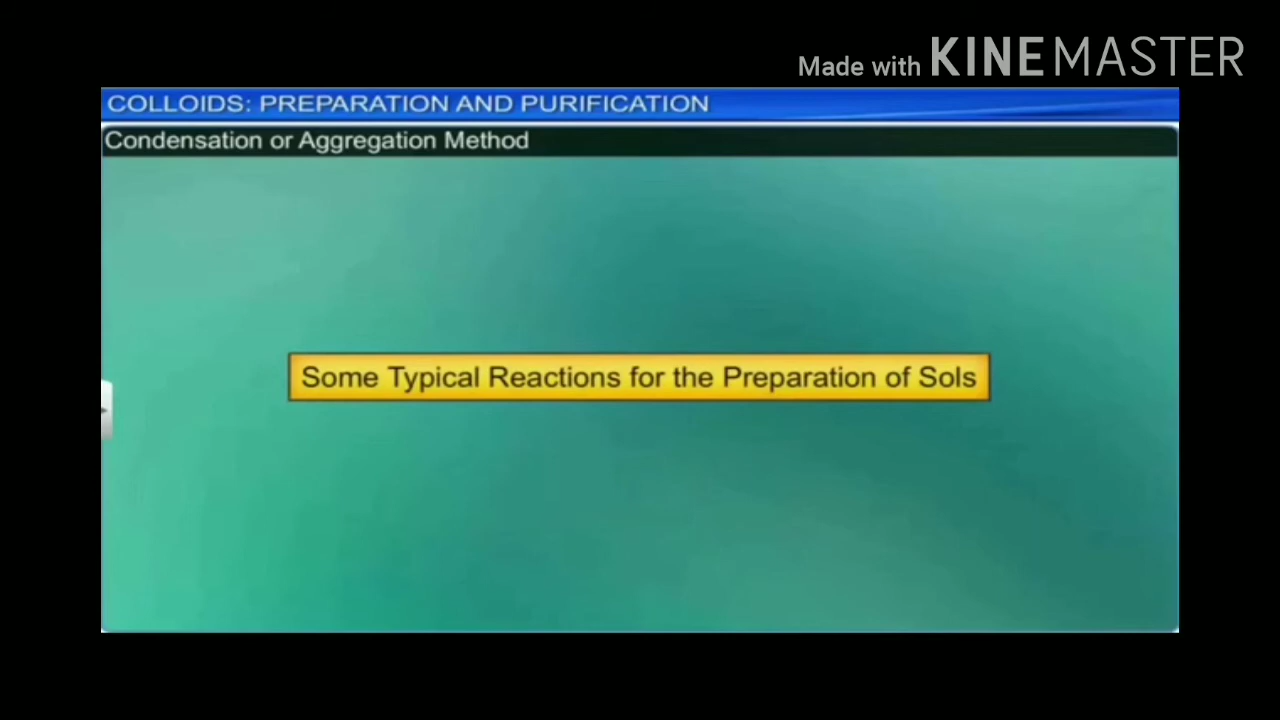 Made with KINEMASTER
COLLOIDS: PREPARATION AND PURIFICATION
Condensation or Aggregation Method
Some Typical Reactions for the Preparation of Sols